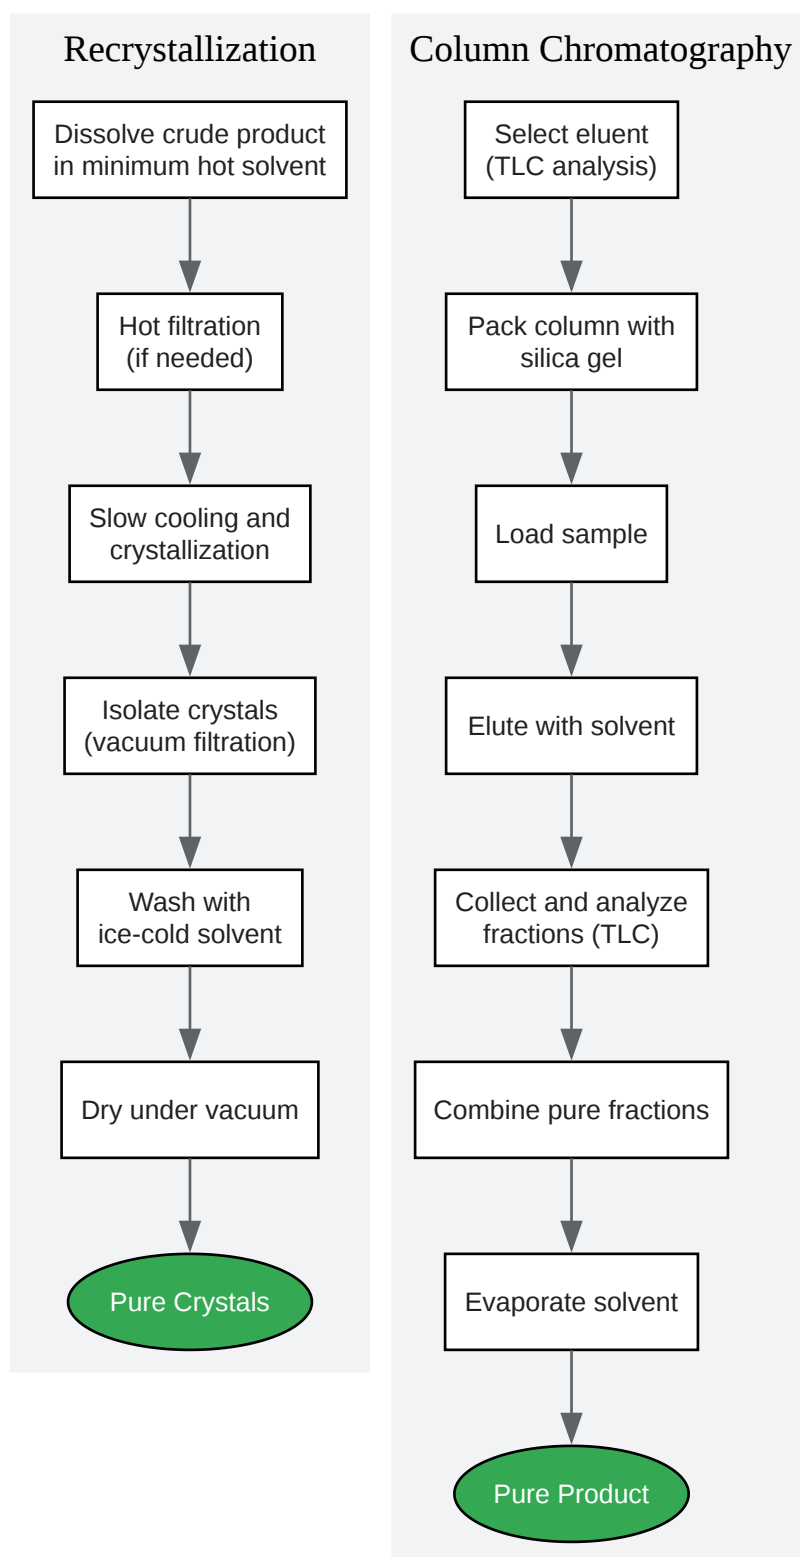 Recrystallization
Dissolve crude product
in minimum hot solvent
Hot filtration
(if needed)
Slow cooling and
crystallization
Isolate crystals
(vacuum filtration)
Wash with
ice-cold solvent
Dry under vacuum
Pure Crystals
Column Chromatography
Select eluent
(TLC analysis)
Pack column with
silica gel
Load sample
Elute with solvent
Collect and analyze
fractions (TLC)
Combine pure fractions
Evaporate solvent
Pure Product